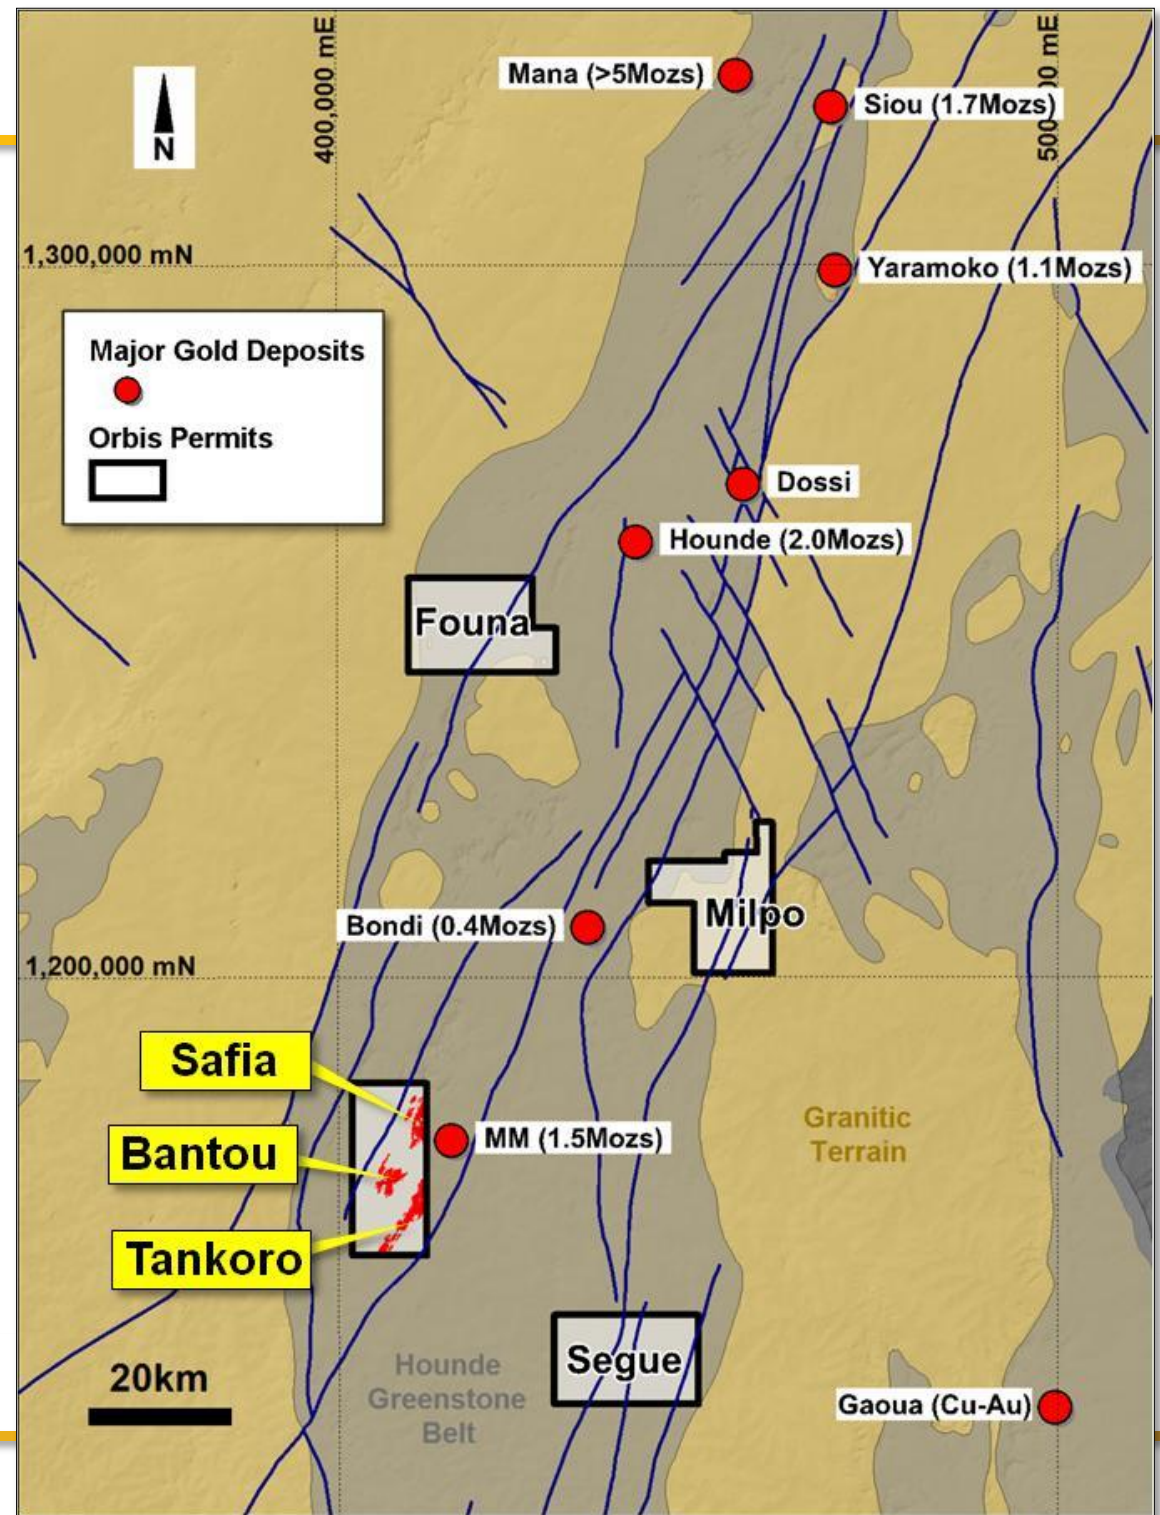 400,000 mE
500,000 mE
Mana (>5Mozs)
Siou (1.7Mozs)
N
1,300,000 mN
Yaramoko (1.1Mozs)
Major Gold Deposits
Orbis Permits
Dossi
Hounde (2.0Mozs)
Founa
Milpo
Bondi (0.4Mozs)
1,200,000 mN
Safia
Bantou
MM (1.5Mozs)
Tankoro
Granitic
Terrain
Segue
20km
Hounde
Greenstone
Belt
Gaoua (Cu-Au)